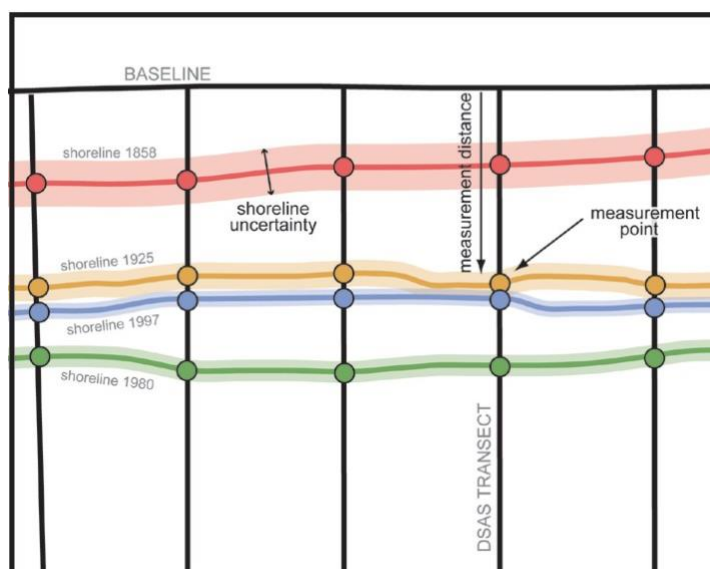 BASELINE
shoreline 1858
shoreline
uncertainty
measurement distance
measurement
point
shoreline 1925
shoreline 1997
shoreline 1980
DSAS TRANSECT